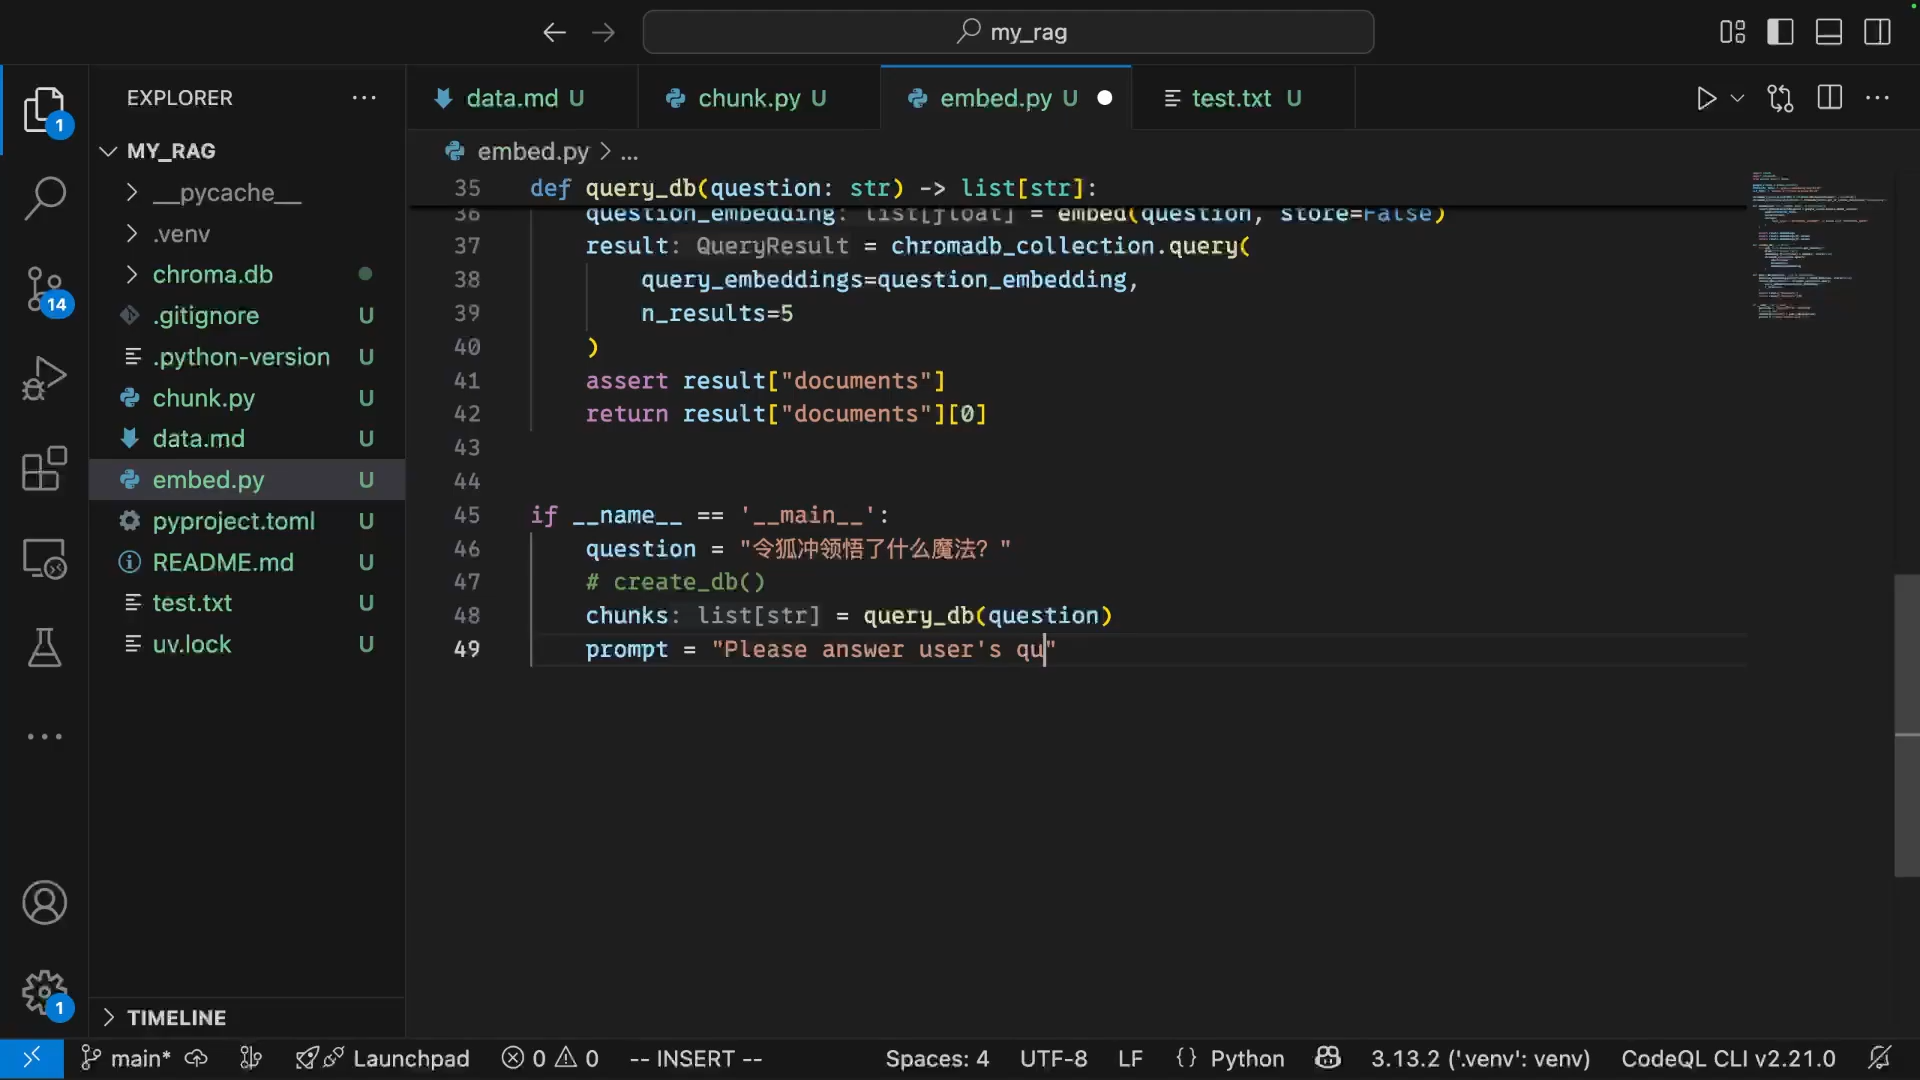 my_rag
EXPLORER
data.md U
chunk.py U
embed.py U
test.txt U
MY_RAG
embed.py > ...
__pycache__
.venv
chroma.db
.gitignore U
.python-version U
chunk.py U
data.md U
embed.py U
pyproject.toml U
README.md U
test.txt U
uv.lock U
35 def query_db(question: str) -> list[str]:
36 question_embedding: list[float] = embed(question, store=False)
37 result: QueryResult = chromadb_collection.query(
38 query_embeddings=question_embedding,
39 n_results=5
40 )
41 assert result["documents"]
42 return result["documents"][0]
43
44
45 if __name__ == '__main__':
46 question = "令狐冲领悟了什么魔法？"
47 # create_db()
48 chunks: list[str] = query_db(question)
49 prompt = "Please answer user's qu"
1
14
1
TIMELINE
main* Launchpad 0 0 -- INSERT -- Spaces: 4 UTF-8 LF {} Python 3.13.2 ('.venv': venv) CodeQL CLI v2.21.0